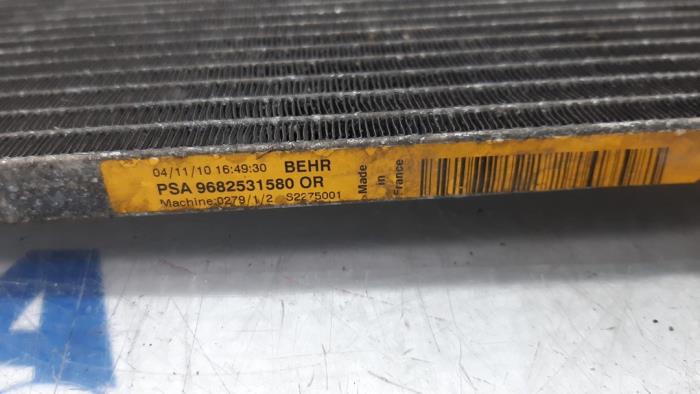 04/11/10 16:49:30 BEHR
PSA 9682531580 OR
Machine:0279/1/2 S2275001
Made
in
France